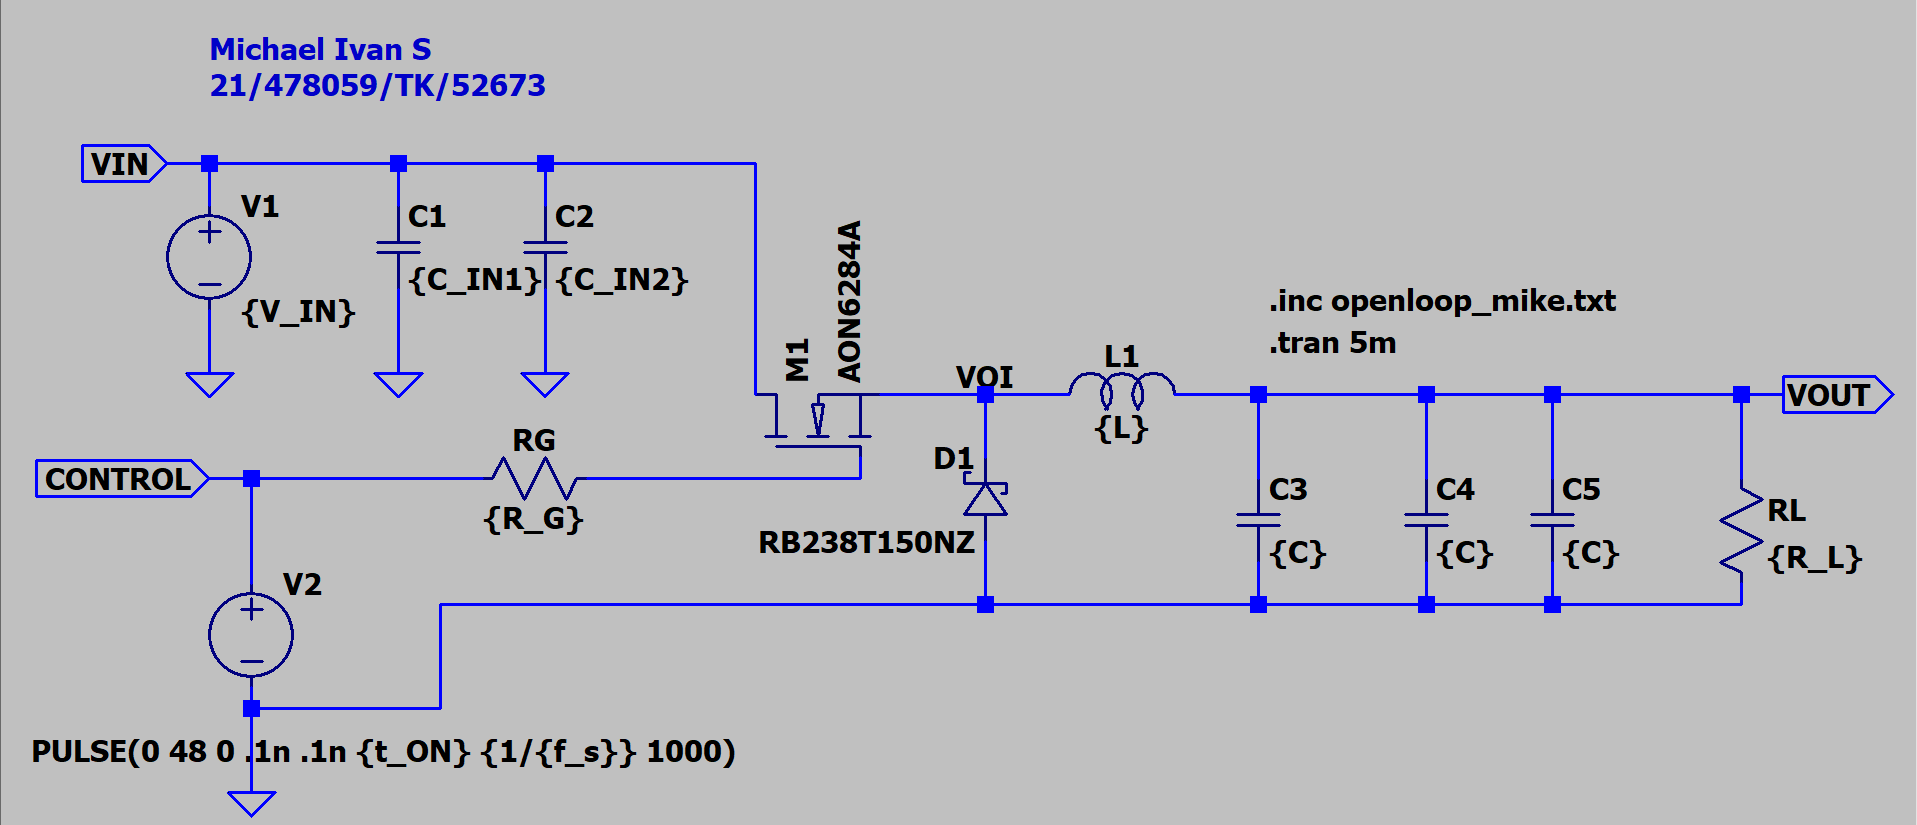 Michael Ivan S
21/478059/TK/52673
VIN
V1
{V_IN}
C1
{C_IN1}
C2
{C_IN2}
M1
AON6284A
.inc openloop_mike.txt
.tran 5m
VOI
L1
{L}
VOUT
CONTROL
RG
{R_G}
D1
RB238T150NZ
C3
{C}
C4
{C}
C5
{C}
RL
{R_L}
V2
PULSE(0 48 0 .1n .1n {t_ON} {1/{f_s}} 1000)